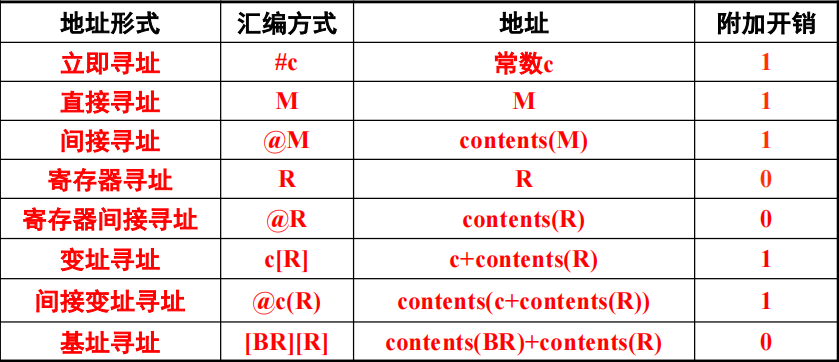 地址形式 汇编方式 地址 附加开销
立即寻址 #c 常数c 1
直接寻址 M M 1
间接寻址 @M contents(M) 1
寄存器寻址 R R 0
寄存器间接寻址 @R contents(R) 0
变址寻址 c[R] c+contents(R) 1
间接变址寻址 @c(R) contents(c+contents(R)) 1
基址寻址 [BR][R] contents(BR)+contents(R) 0